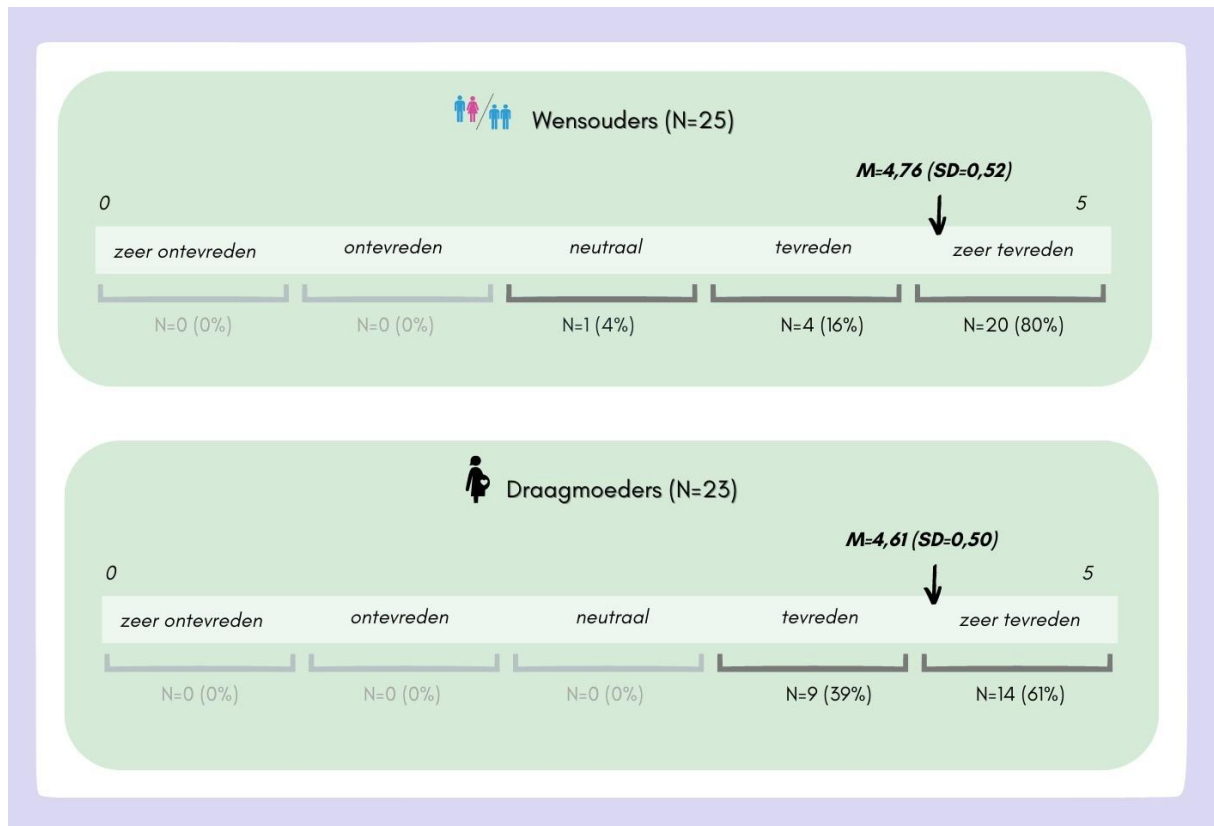 Wensouders (N=25)
M=4,76 (SD=0,52)
0 5
zeer ontevreden ontevreden neutraal tevreden zeer tevreden
N=0 (0%) N=0 (0%) N=1 (4%) N=4 (16%) N=20 (80%)
Draagmoeders (N=23)
M=4,61 (SD=0,50)
0 5
zeer ontevreden ontevreden neutraal tevreden zeer tevreden
N=0 (0%) N=0 (0%) N=0 (0%) N=9 (39%) N=14 (61%)